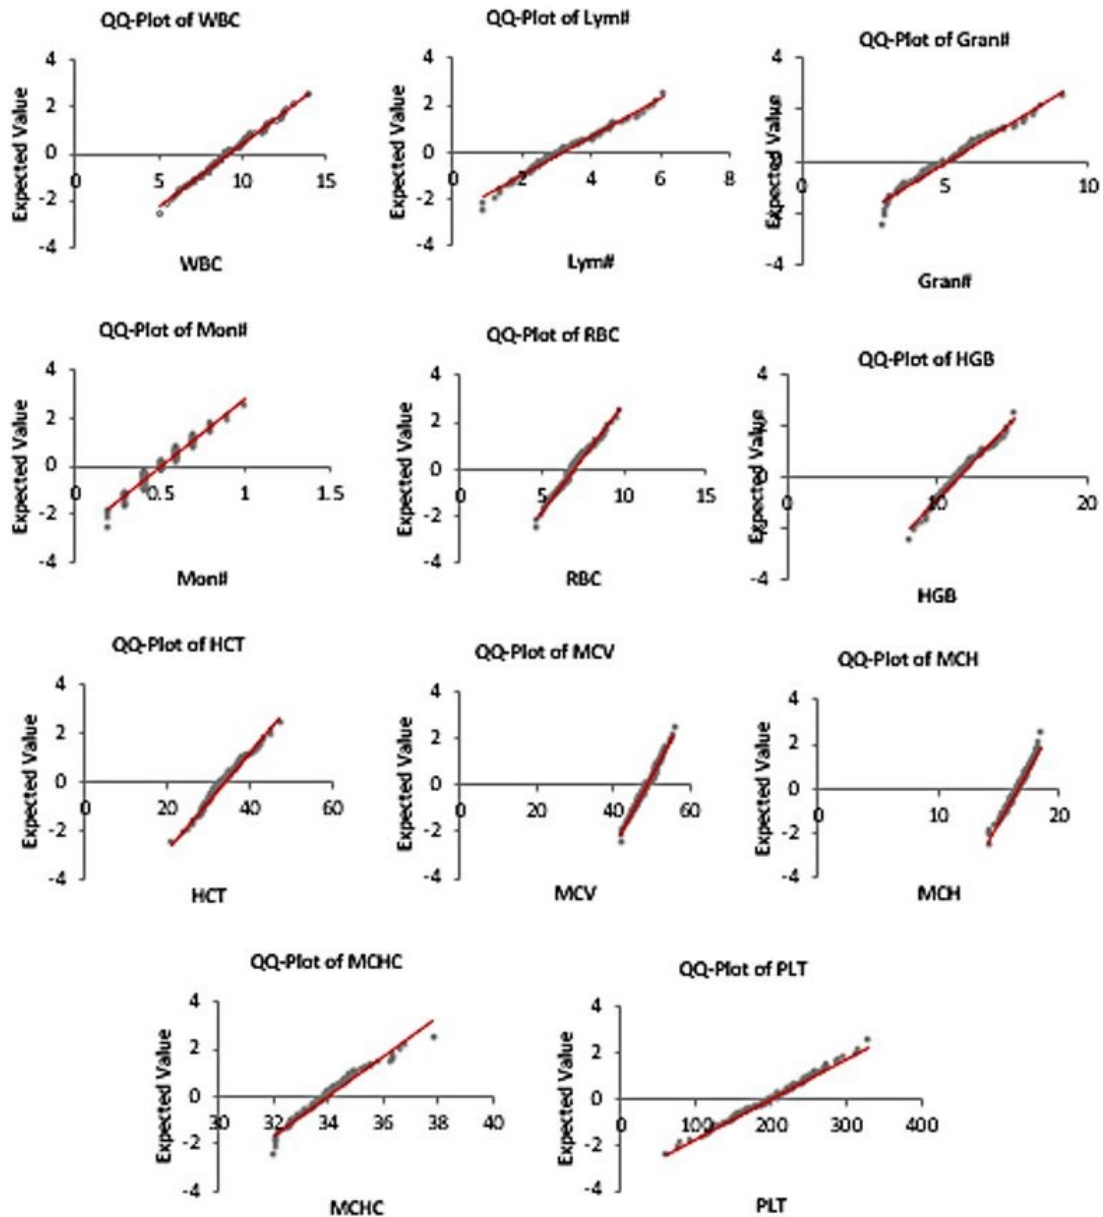 QQ-Plot of WBC
4
2
0
-2
-4
0
5
10
15
Expected Value
WBC
QQ-Plot of Lym#
4
2
0
-2
-4
0
2
4
6
8
Expected Value
Lym#
QQ-Plot of Gran#
4
-4
0
5
10
Expected Value
Gran#
QQ-Plot of Mon#
4
2
0
-2
-4
0
0.5
1
1.5
Expected Value
Mon#
QQ-Plot of RBC
4
2
0
-2
-4
0
5
10
15
Expected Value
RBC
QQ-Plot of HGB
4
-4
0
10
20
Expected Value
HGB
QQ-Plot of HCT
4
2
0
-2
-4
0
20
40
60
Expected Value
HCT
QQ-Plot of MCV
4
2
0
-2
-4
0
20
40
60
Expected Value
MCV
QQ-Plot of MCH
4
2
0
-2
-4
0
10
20
Expected Value
MCH
QQ-Plot of MCHC
4
2
0
-2
-4
30
32
34
36
38
40
Expected Value
MCHC
QQ-Plot of PLT
4
2
0
-2
-4
0
100
200
300
400
Expected Value
PLT